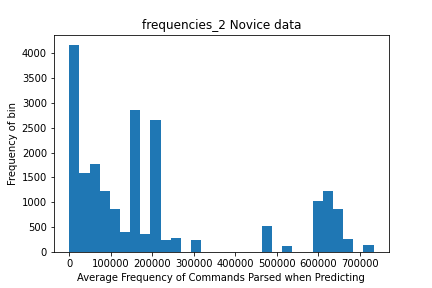 frequencies_2 Novice data
Frequency of bin
4000
3500
3000
2500
2000
1500
1000
500
0
0 100000 200000 300000 400000 500000 600000 700000
Average Frequency of Commands Parsed when Predicting